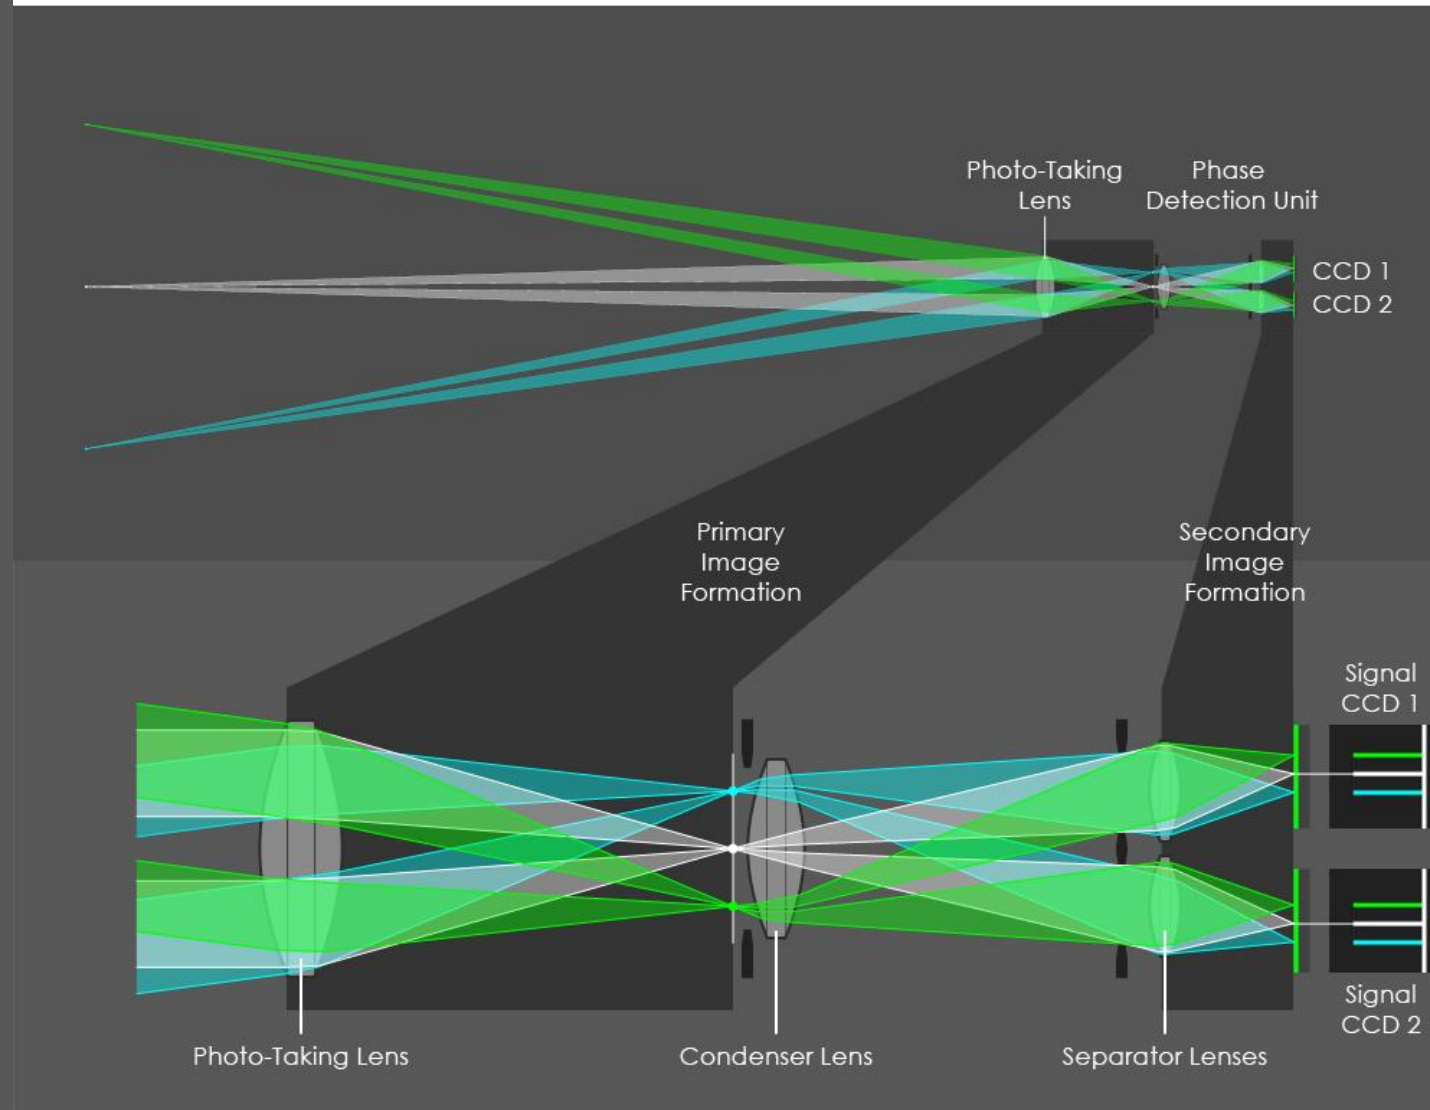 Photo-Taking
Lens
Phase
Detection Unit
CCD 1
CCD 2
Primary
Image
Formation
Secondary
Image
Formation
Signal
CCD 1
Signal
CCD 2
Photo-Taking Lens
Condenser Lens
Separator Lenses